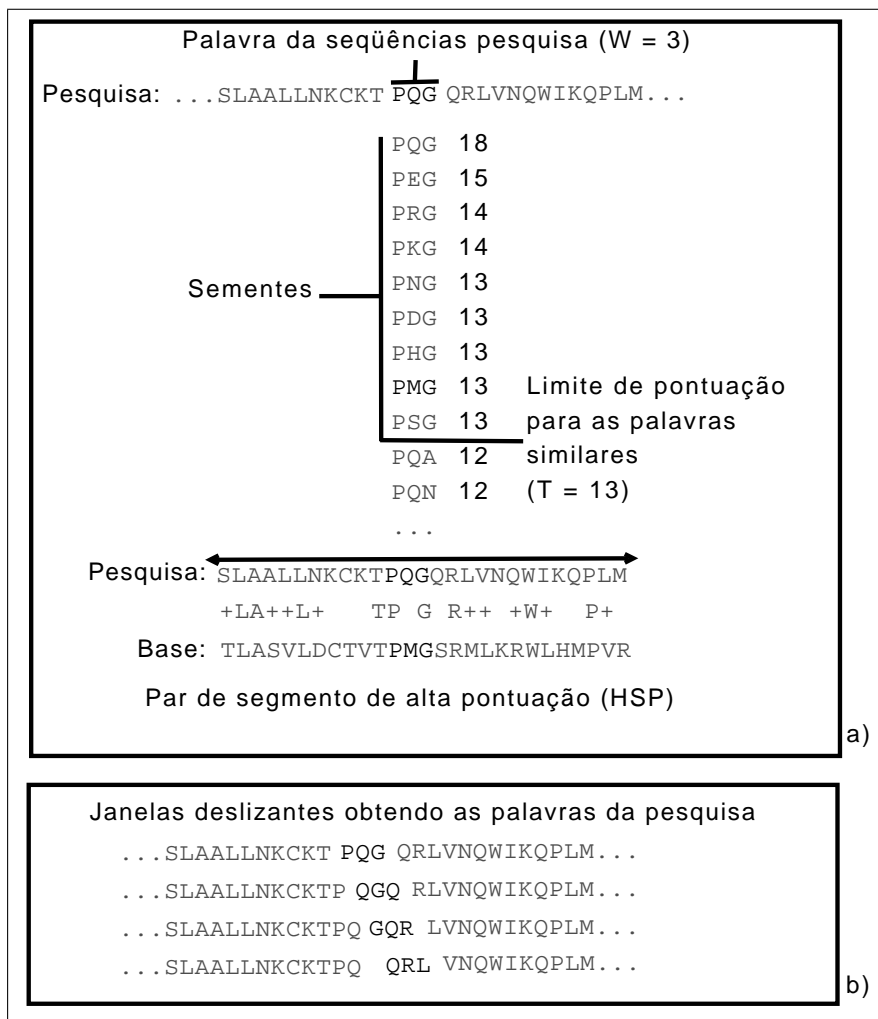 Palavra da seqüências pesquisa (W = 3)
Pesquisa: ...SLAALLNKCKT PQG QRLVNQWIKQPLM...
PQG 18
PEG 15
PRG 14
PKG 14
PNG 13
Sementes
PDG 13
PHG 13
PMG 13 Limite de pontuação
PSG 13 para as palavras
PQA 12 similares
PQN 12 (T = 13)
...
Pesquisa: SLAALLNKCKTPQGQRLVNQWIKQPLM
+LA++L+ TP G R++ +W+ P+
Base: TLASVLDCTVTPMGSRMLKRWLHMPVR
Par de segmento de alta pontuação (HSP)
a)
Janelas deslizantes obtendo as palavras da pesquisa
...SLAALLNKCKT PQG QRLVNQWIKQPLM...
...SLAALLNKCKTP QGQ RLVNQWIKQPLM...
...SLAALLNKCKTPQ GQR LVNQWIKQPLM...
...SLAALLNKCKTPQ QRL VNQWIKQPLM...
b)